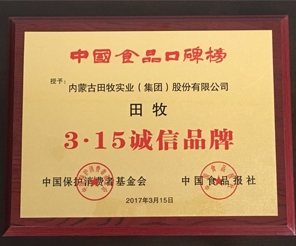 中國食品口碑榜
授予：内蒙古田牧实业（集团）股份有限公司
田牧
3·15诚信品牌
中国保护消费者基金会 中国食品报社
2017年3月15日